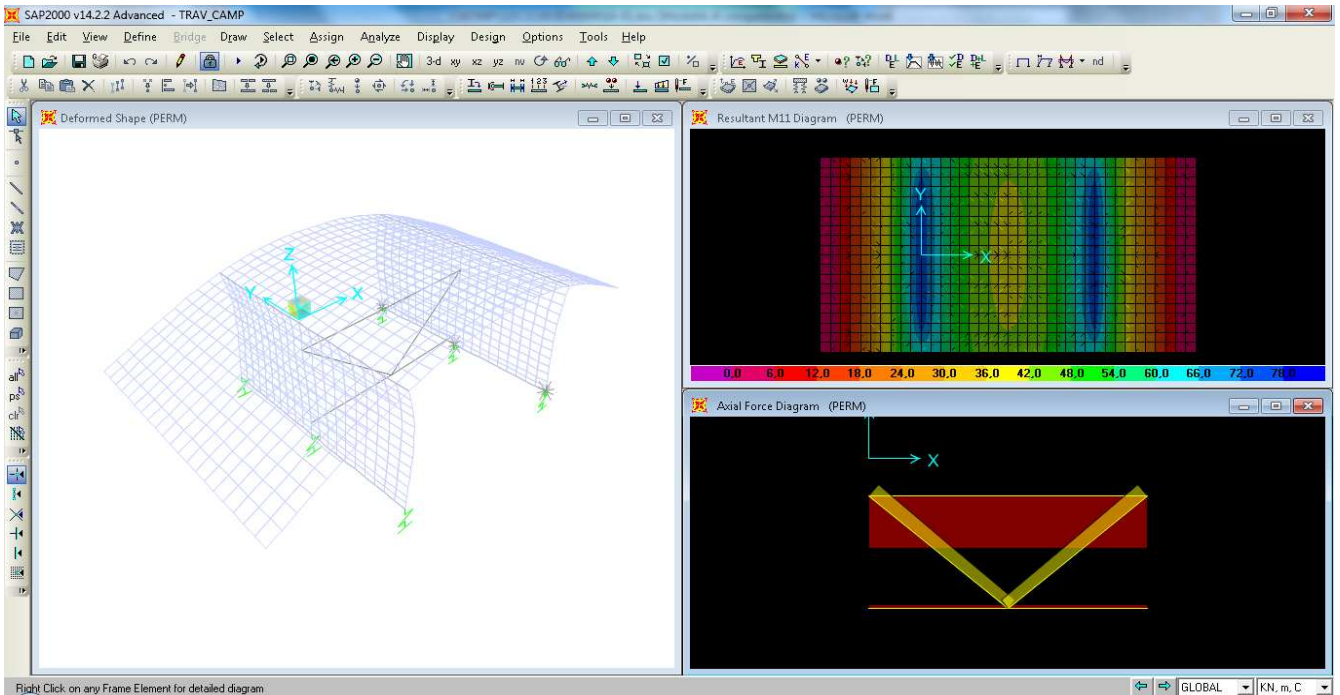 SAP2000 v14.2.2 Advanced - TRAV_CAMP
File Edit View Define Bridge Draw Select Assign Analyze Display Design Options Tools Help
3-d xy xz yz nv nd
Deformed Shape (PERM)
Z
Y X
all
ps
clr
Resultant M11 Diagram (PERM)
Y
X
0,0 6,0 12,0 18,0 24,0 30,0 36,0 42,0 48,0 54,0 60,0 66,0 72,0 78,0
Axial Force Diagram (PERM)
X
Right Click on any Frame Element for detailed diagram
GLOBAL KN, m, C